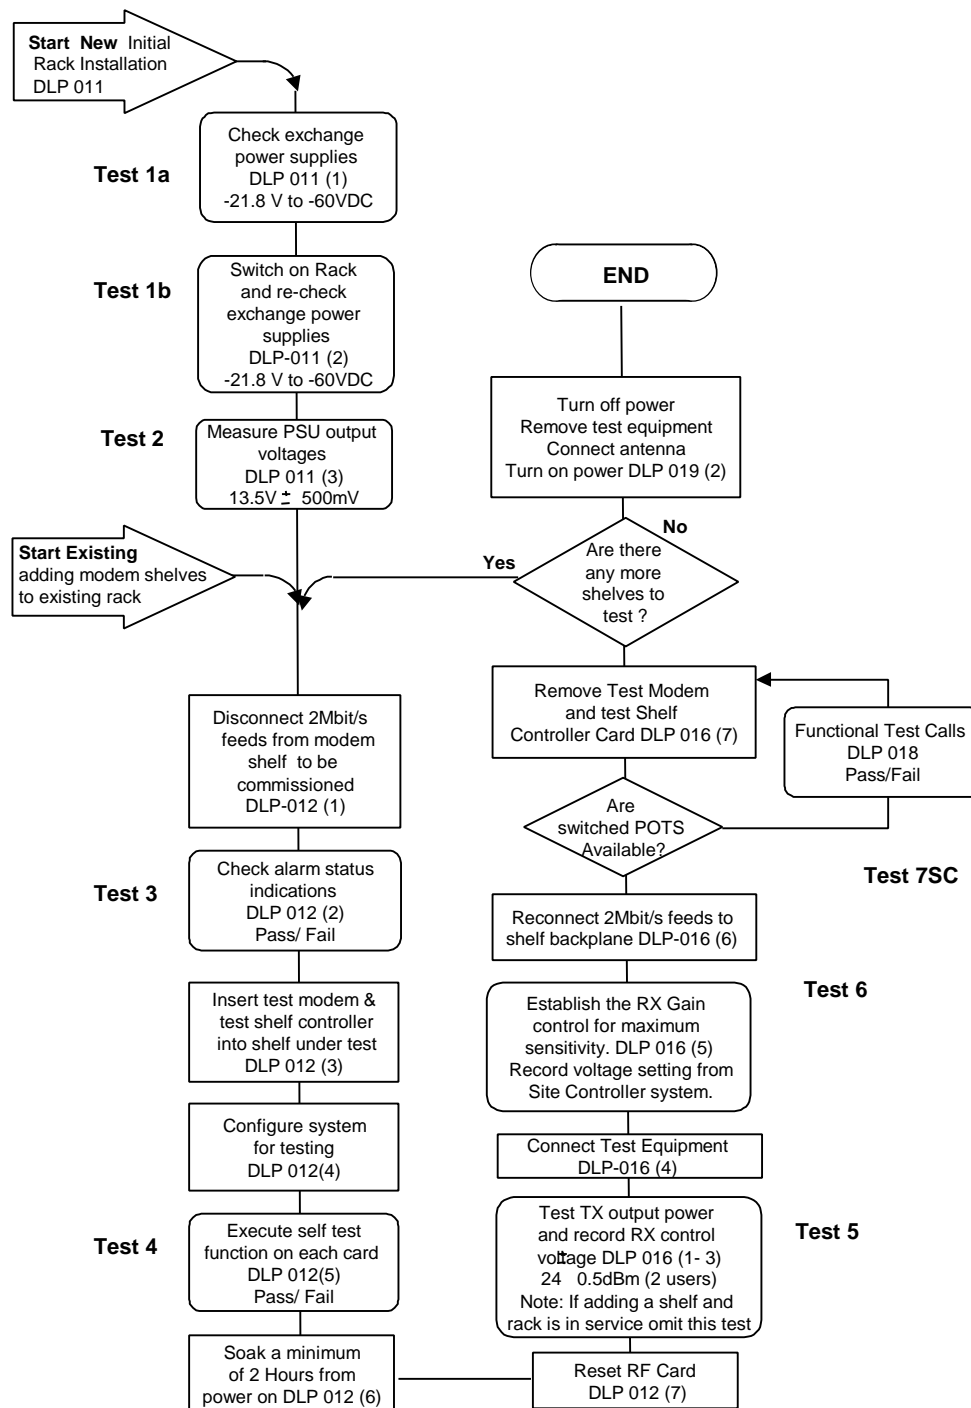 Start New Initial
Rack Installation
DLP 011
Test 1a
Check exchange
power supplies
DLP 011 (1)
-21.8 V to -60VDC
Test 1b
Switch on Rack
and re-check
exchange power
supplies
DLP-011 (2)
-21.8 V to -60VDC
Test 2
Measure PSU output
voltages
DLP 011 (3)
13.5V ± 500mV
Start Existing
adding modem shelves
to existing rack
Disconnect 2Mbit/s
feeds from modem
shelf to be
commissioned
DLP-012 (1)
Test 3
Check alarm status
indications
DLP 012 (2)
Pass/ Fail
Insert test modem &
test shelf controller
into shelf under test
DLP 012 (3)
Configure system
for testing
DLP 012(4)
Test 4
Execute self test
function on each card
DLP 012(5)
Pass/ Fail
Soak a minimum
of 2 Hours from
power on DLP 012 (6)
END
Turn off power
Remove test equipment
Connect antenna
Turn on power DLP 019 (2)
No
Yes
Are there
any more
shelves to
test ?
Remove Test Modem
and test Shelf
Controller Card DLP 016 (7)
Functional Test Calls
DLP 018
Pass/Fail
Are
switched POTS
Available?
Test 7SC
Reconnect 2Mbit/s feeds to
shelf backplane DLP-016 (6)
Test 6
Establish the RX Gain
control for maximum
sensitivity. DLP 016 (5)
Record voltage setting from
Site Controller system.
Connect Test Equipment
DLP-016 (4)
Test 5
Test TX output power
and record RX control
voltage DLP 016 (1- 3)
24 ± 0.5dBm (2 users)
Note: If adding a shelf and
rack is in service omit this test
Reset RF Card
DLP 012 (7)